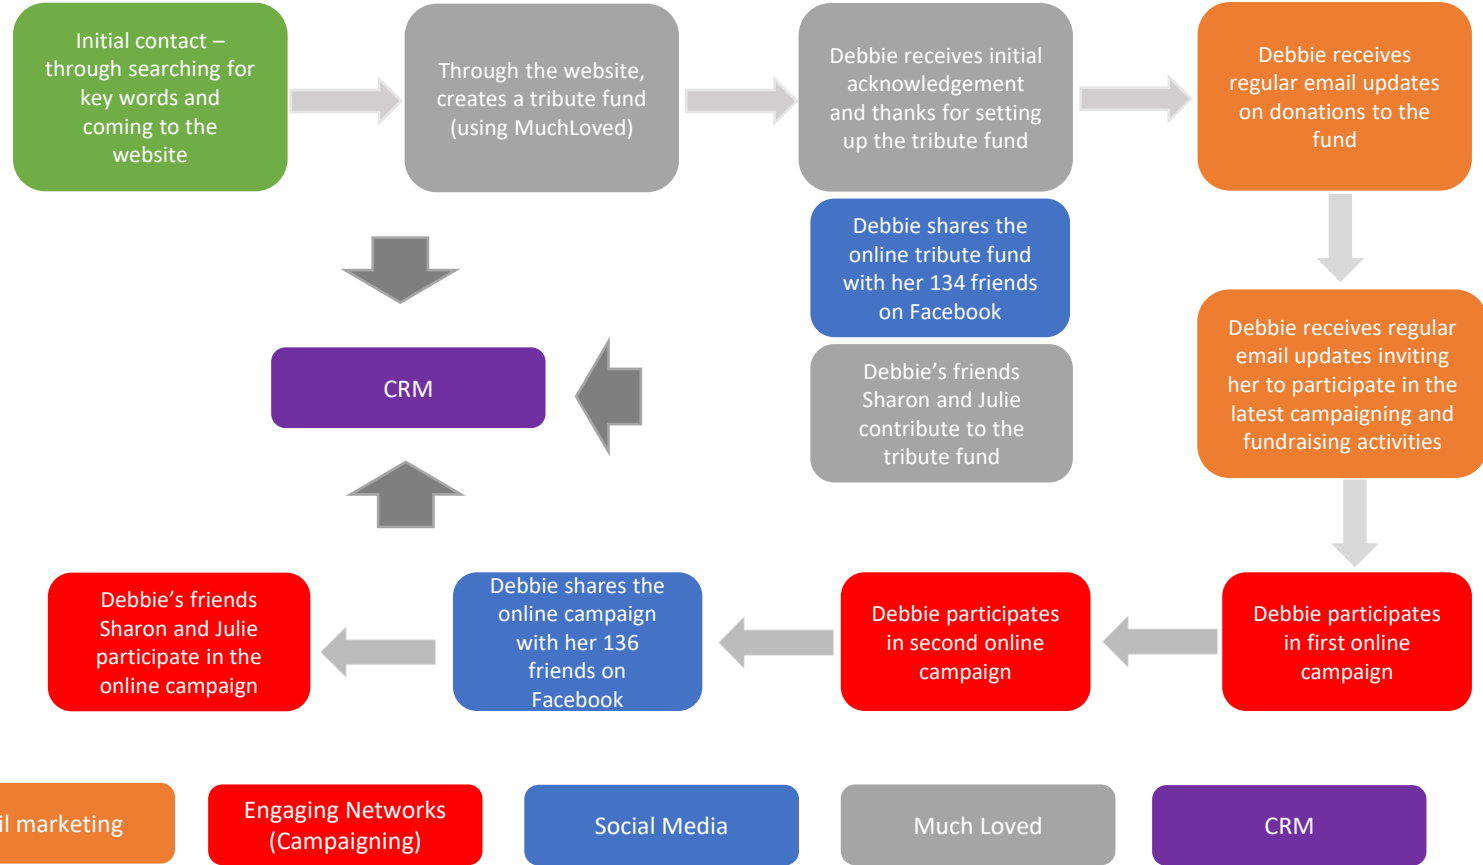 Initial contact –
through searching for
key words and
coming to the
website
Through the website,
creates a tribute fund
(using MuchLoved)
Debbie receives initial
acknowledgement
and thanks for setting
up the tribute fund
Debbie receives
regular email updates
on donations to the
fund
Debbie shares the
online tribute fund
with her 134 friends
on Facebook
Debbie receives regular
email updates inviting
her to participate in the
latest campaigning and
fundraising activities
CRM
Debbie’s friends
Sharon and Julie
contribute to the
tribute fund
Debbie’s friends
Sharon and Julie
participate in the
online campaign
Debbie shares the
online campaign
with her 136
friends on
Facebook
Debbie participates
in second online
campaign
Debbie participates
in first online
campaign
marketing
Engaging Networks
(Campaigning)
Social Media
Much Loved
CRM